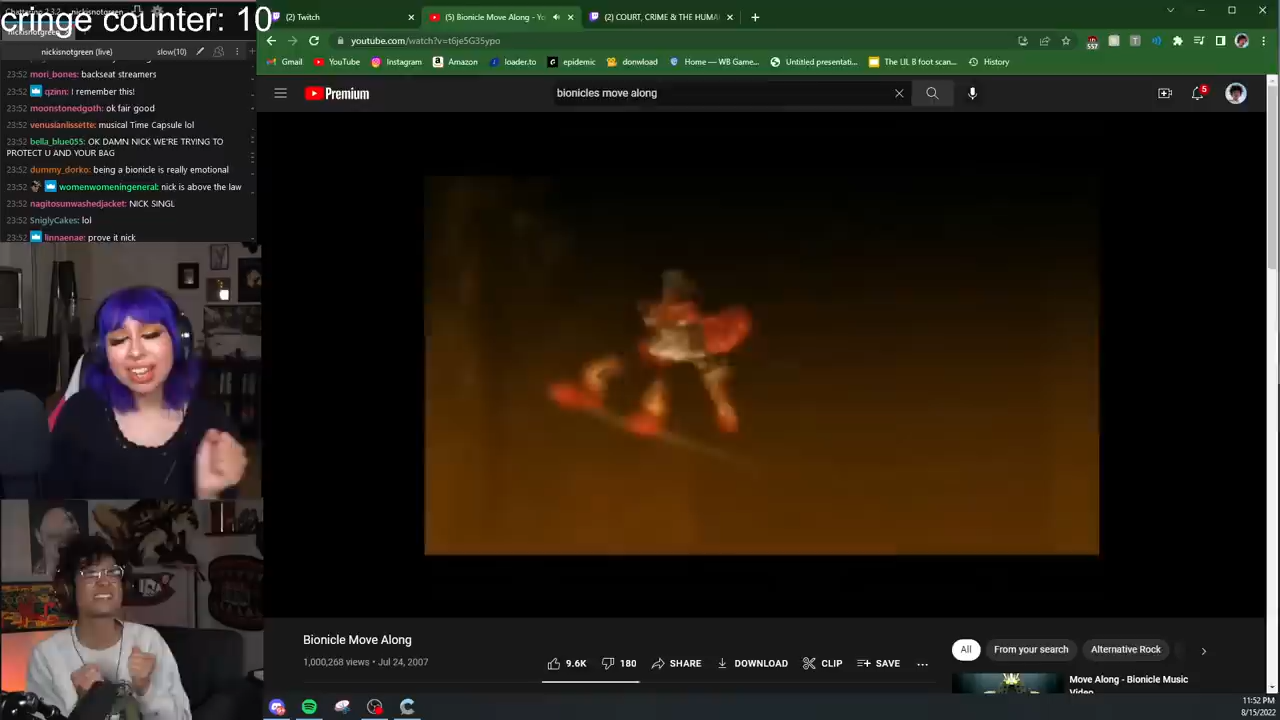 cringe counter: 10
nickisnotgreen
nickisnotgreen (live)
slow(10)
23:52 mori_bones: backseat streamers
23:52 qzinn: I remember this!
23:52 moonstonedgoth: ok fair good
23:52 venusianlissette: musical Time Capsule lol
23:52 bella_blue055: OK DAMN NICK WE'RE TRYING TO
PROTECT U AND YOUR BAG
23:52 dummy_dorko: being a bionicle is really emotional
23:52 womenwomeningeneral: nick is above the law
23:52 nagitosunwashedjacket: NICK SINGL
23:52 SniglyCakes: lol
23:52 linnaenae: prove it nick
(2) Twitch
(5) Bionicle Move Along - Yo
(2) COURT, CRIME & THE HUMAN
youtube.com/watch?v=t6je5G35ypo
557
Gmail
YouTube
Instagram
Amazon
loader.to
epidemic
donwload
Home — WB Game...
Untitled presentati...
The LIL B foot scan...
History
Premium
bionicles move along
5
Bionicle Move Along
1,000,268 views • Jul 24, 2007
9.6K
180
SHARE
DOWNLOAD
CLIP
SAVE
All
From your search
Alternative Rock
Move Along - Bionicle Music
Video
11:52 PM
8/15/2022